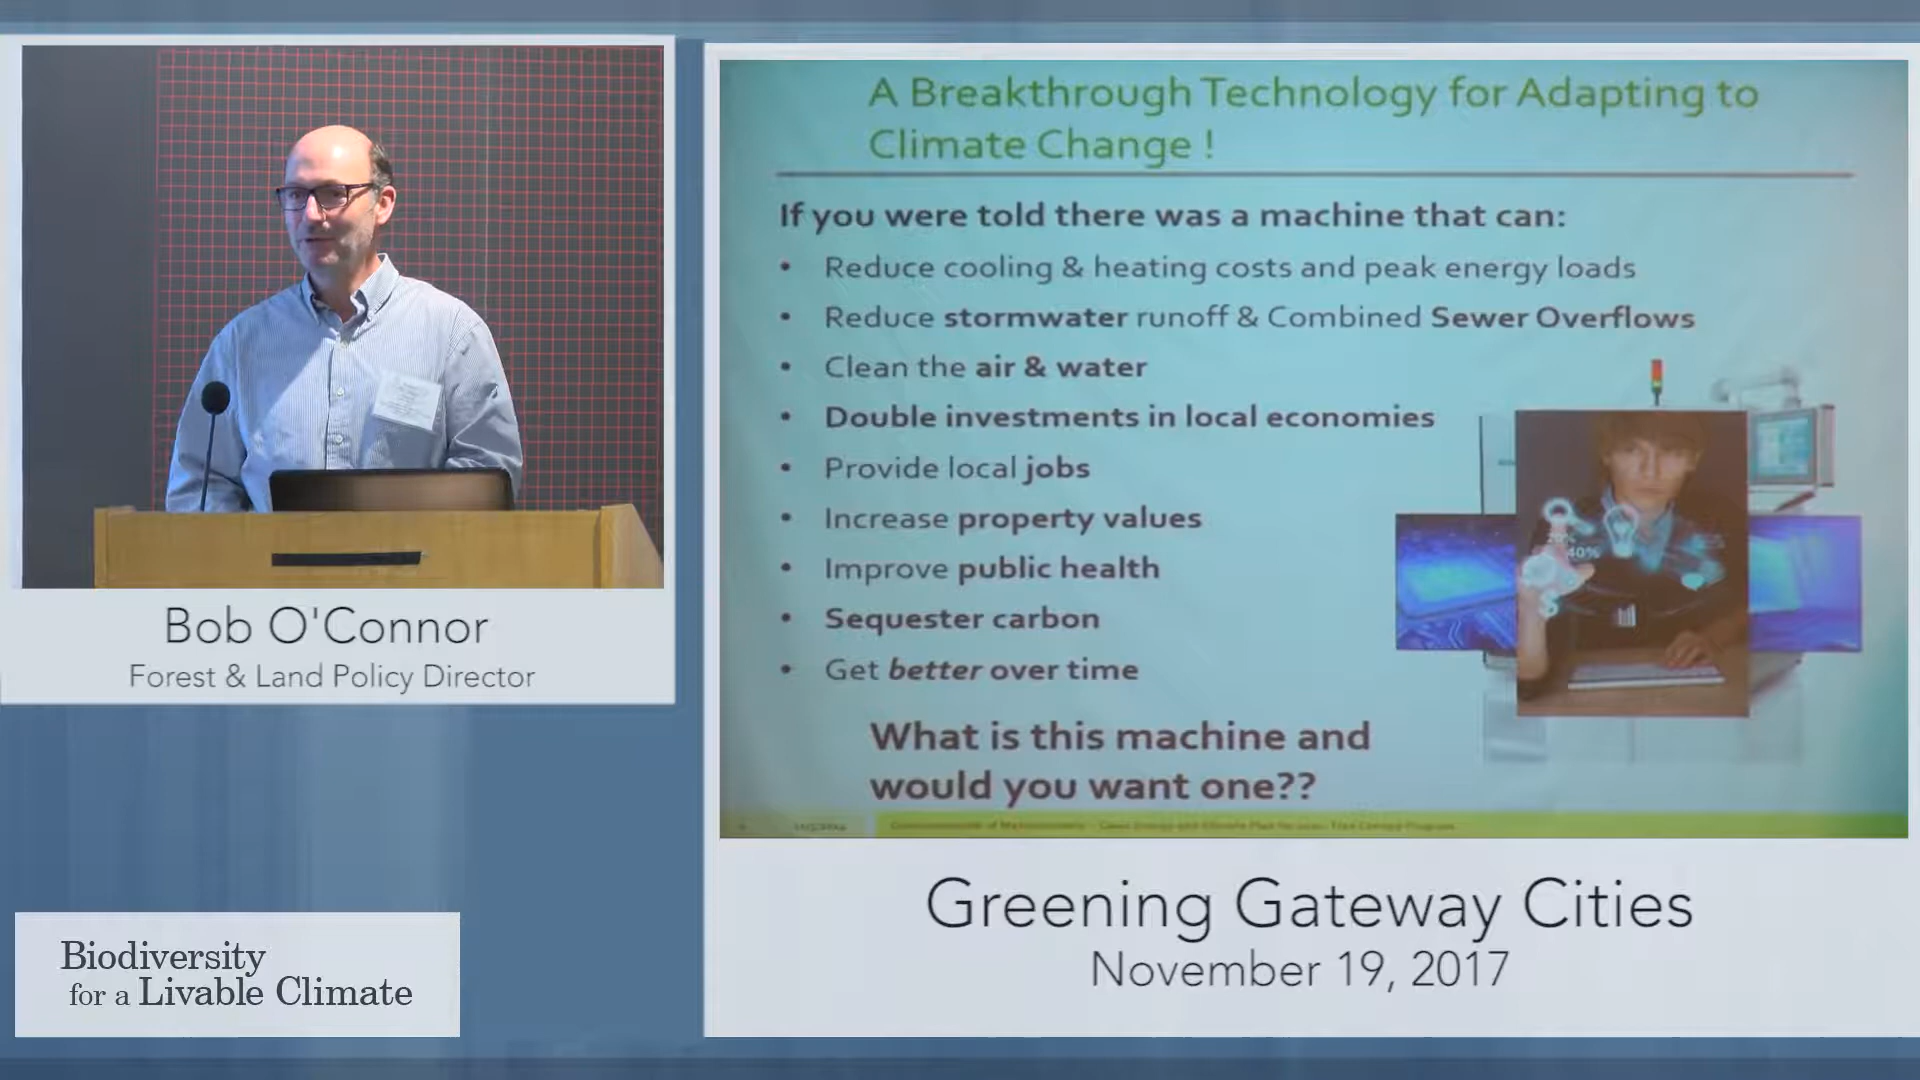 A Breakthrough Technology for Adapting to
Climate Change !
If you were told there was a machine that can:
• Reduce cooling & heating costs and peak energy loads
• Reduce stormwater runoff & Combined Sewer Overflows
• Clean the air & water
• Double investments in local economies
• Provide local jobs
• Increase property values
• Improve public health
• Sequester carbon
• Get better over time
What is this machine and
would you want one??
40%
Bob O'Connor
Forest & Land Policy Director
Greening Gateway Cities
November 19, 2017
Biodiversity
for a Livable Climate